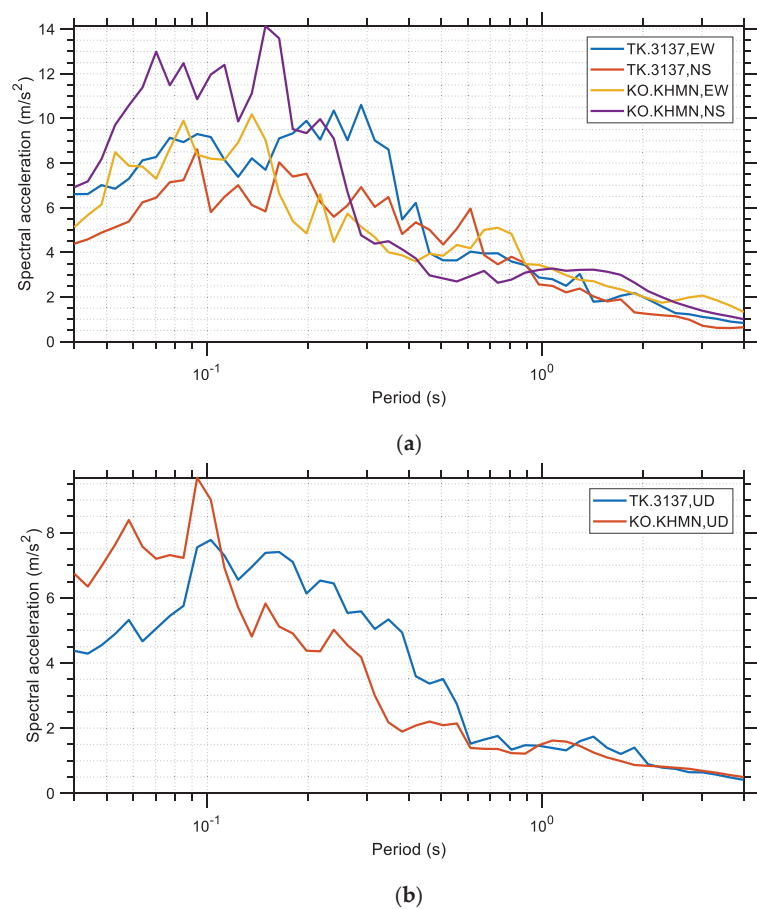 14
12
10
8
6
4
2
0
Spectral acceleration (m/s²)
TK.3137,EW
TK.3137,NS
KO.KHMN,EW
KO.KHMN,NS
10⁻¹
10⁰
Period (s)
(a)
8
6
4
2
0
Spectral acceleration (m/s²)
TK.3137,UD
KO.KHMN,UD
10⁻¹
10⁰
Period (s)
(b)